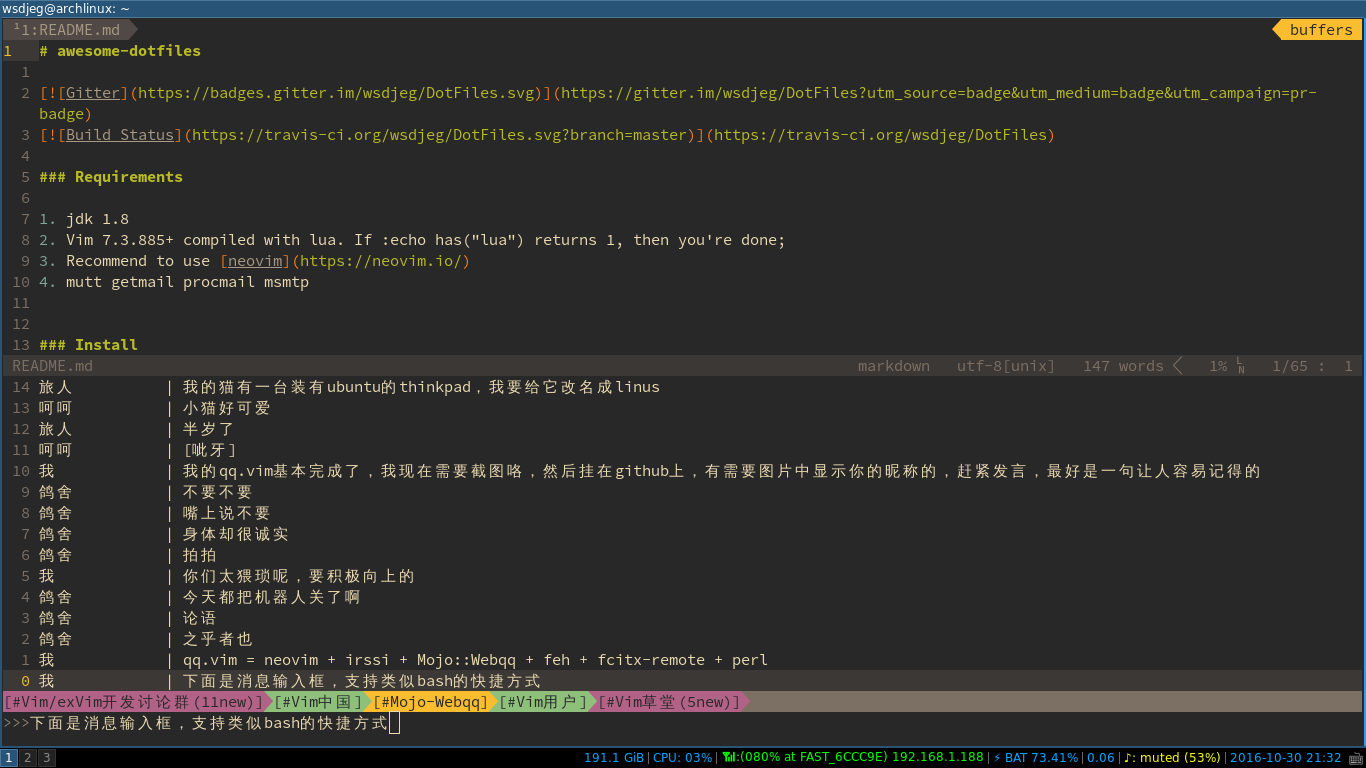 wsdjeg@archlinux: ~
¹1:README.md buffers
1 # awesome-dotfiles
1
2 [![Gitter](https://badges.gitter.im/wsdjeg/DotFiles.svg)](https://gitter.im/wsdjeg/DotFiles?utm_source=badge&utm_medium=badge&utm_campaign=pr-
badge)
3 [![Build Status](https://travis-ci.org/wsdjeg/DotFiles.svg?branch=master)](https://travis-ci.org/wsdjeg/DotFiles)
4
5 ### Requirements
6
7 1. jdk 1.8
8 2. Vim 7.3.885+ compiled with lua. If :echo has("lua") returns 1, then you're done;
9 3. Recommend to use [neovim](https://neovim.io/)
10 4. mutt getmail procmail msmtp
11
12
13 ### Install
README.md markdown utf-8[unix] 147 words 1% LN 1/65 : 1
14 旅人 | 我的猫有一台装有ubuntu的thinkpad，我要给它改名成linus
13 呵呵 | 小猫好可爱
12 旅人 | 半岁了
11 呵呵 | [呲牙]
10 我 | 我的qq.vim基本完成了，我现在需要截图咯，然后挂在github上，有需要图片中显示你的昵称的，赶紧发言，最好是一句让人容易记得的
9 鸽舍 | 不要不要
8 鸽舍 | 嘴上说不要
7 鸽舍 | 身体却很诚实
6 鸽舍 | 拍拍
5 我 | 你们太猥琐呢，要积极向上的
4 鸽舍 | 今天都把机器人关了啊
3 鸽舍 | 论语
2 鸽舍 | 之乎者也
1 我 | qq.vim = neovim + irssi + Mojo::Webqq + feh + fcitx-remote + perl
0 我 | 下面是消息输入框，支持类似bash的快捷方式
[#Vim/exVim开发讨论群(11new)] [#Vim中国] [#Mojo-Webqq] [#Vim用户] [#Vim草堂(5new)]
>>>下面是消息输入框，支持类似bash的快捷方式
1 2 3 191.1 GiB | CPU: 03% | :(080% at FAST_6CCC9E) 192.168.1.188 | ⚡ BAT 73.41% | 0.06 | ♪: muted (53%) | 2016-10-30 21:32